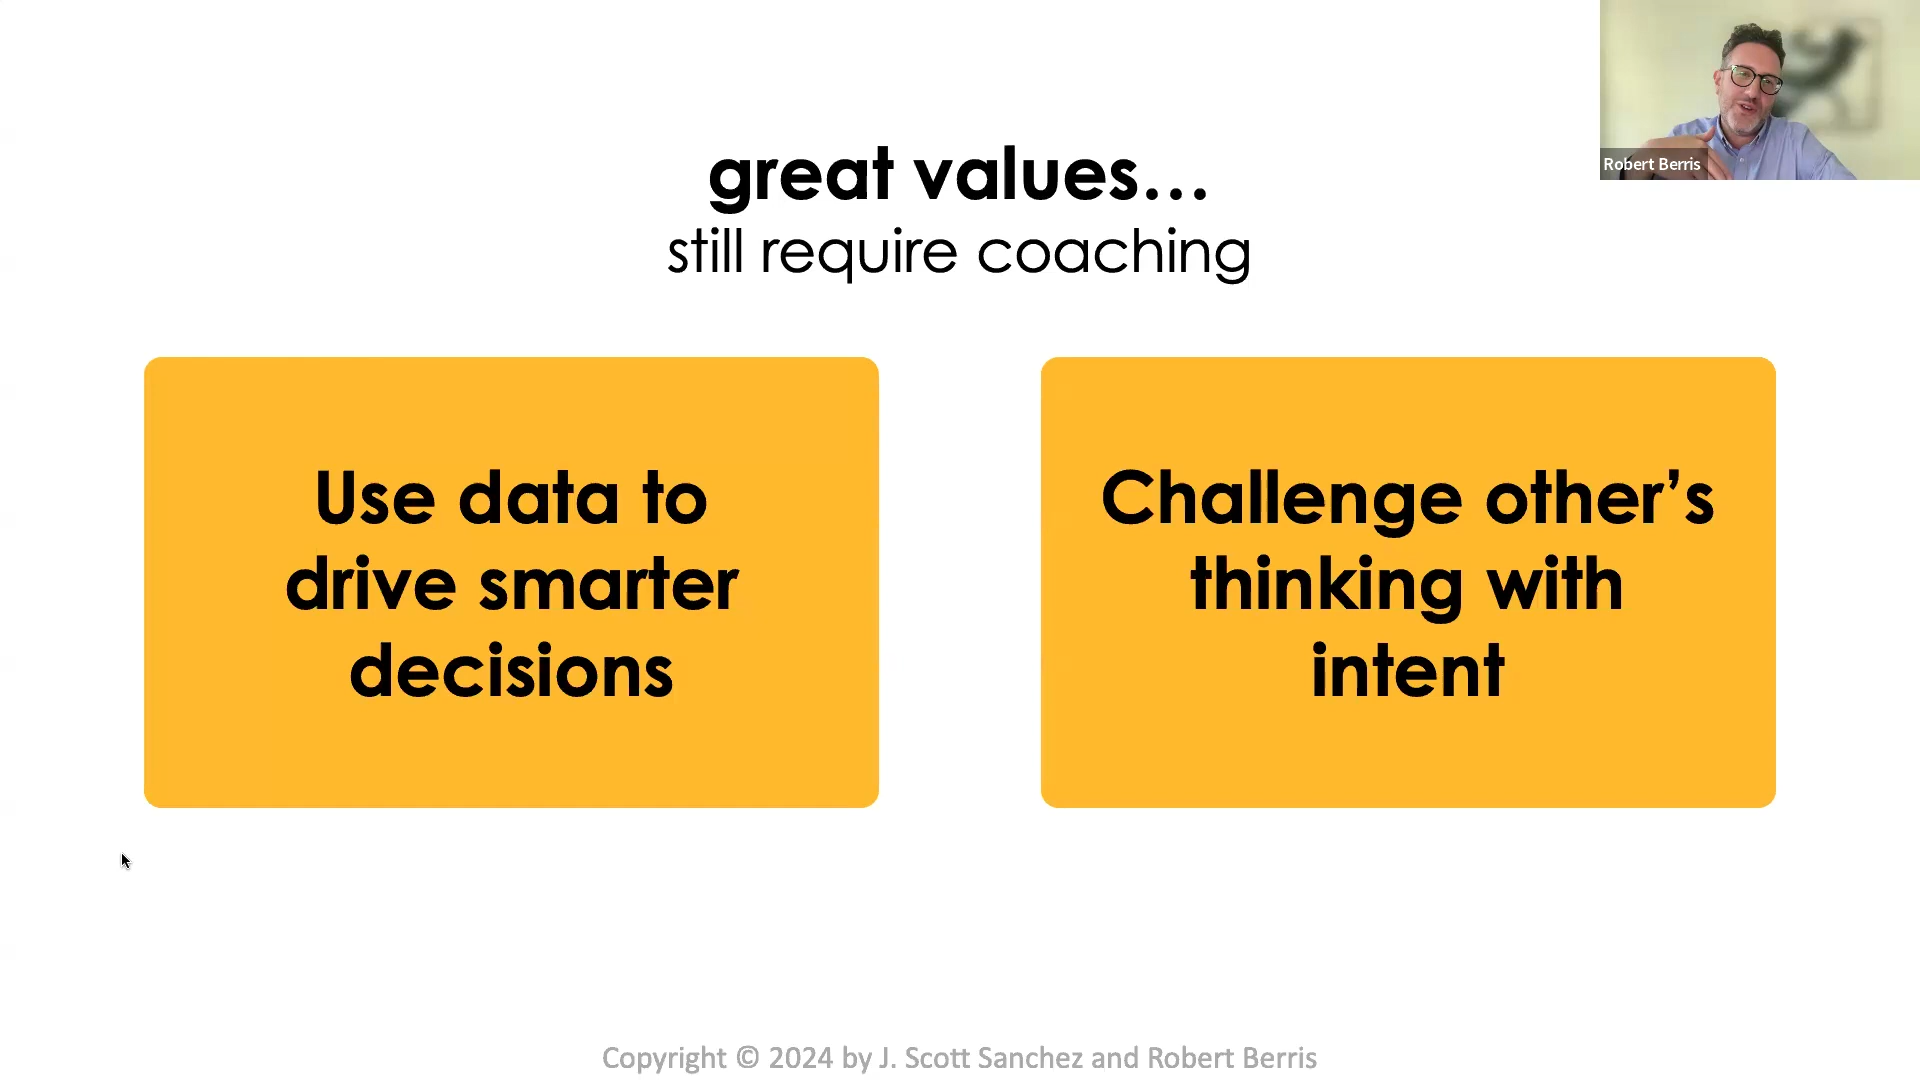 great values…
still require coaching
Robert Berris
Use data to
drive smarter
decisions
Challenge other’s
thinking with
intent
Copyright © 2024 by J. Scott Sanchez and Robert Berris